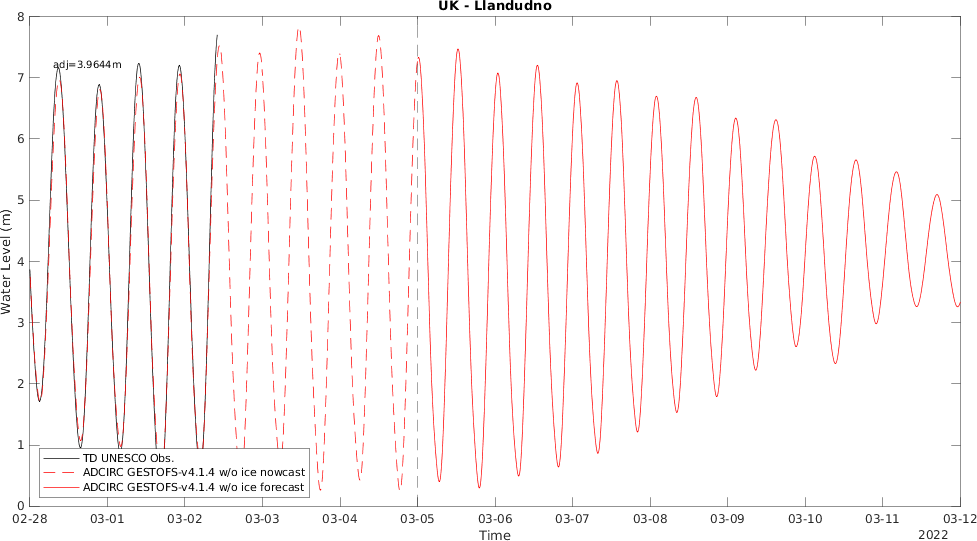 UK - Llandudno
8
7
6
5
4
3
2
1
0
Water Level (m)
adj=3.9644m
TD UNESCO Obs.
ADCIRC GESTOFS-v4.1.4 w/o ice nowcast
ADCIRC GESTOFS-v4.1.4 w/o ice forecast
02-28 03-01 03-02 03-03 03-04 03-05 03-06 03-07 03-08 03-09 03-10 03-11 03-12
Time
2022